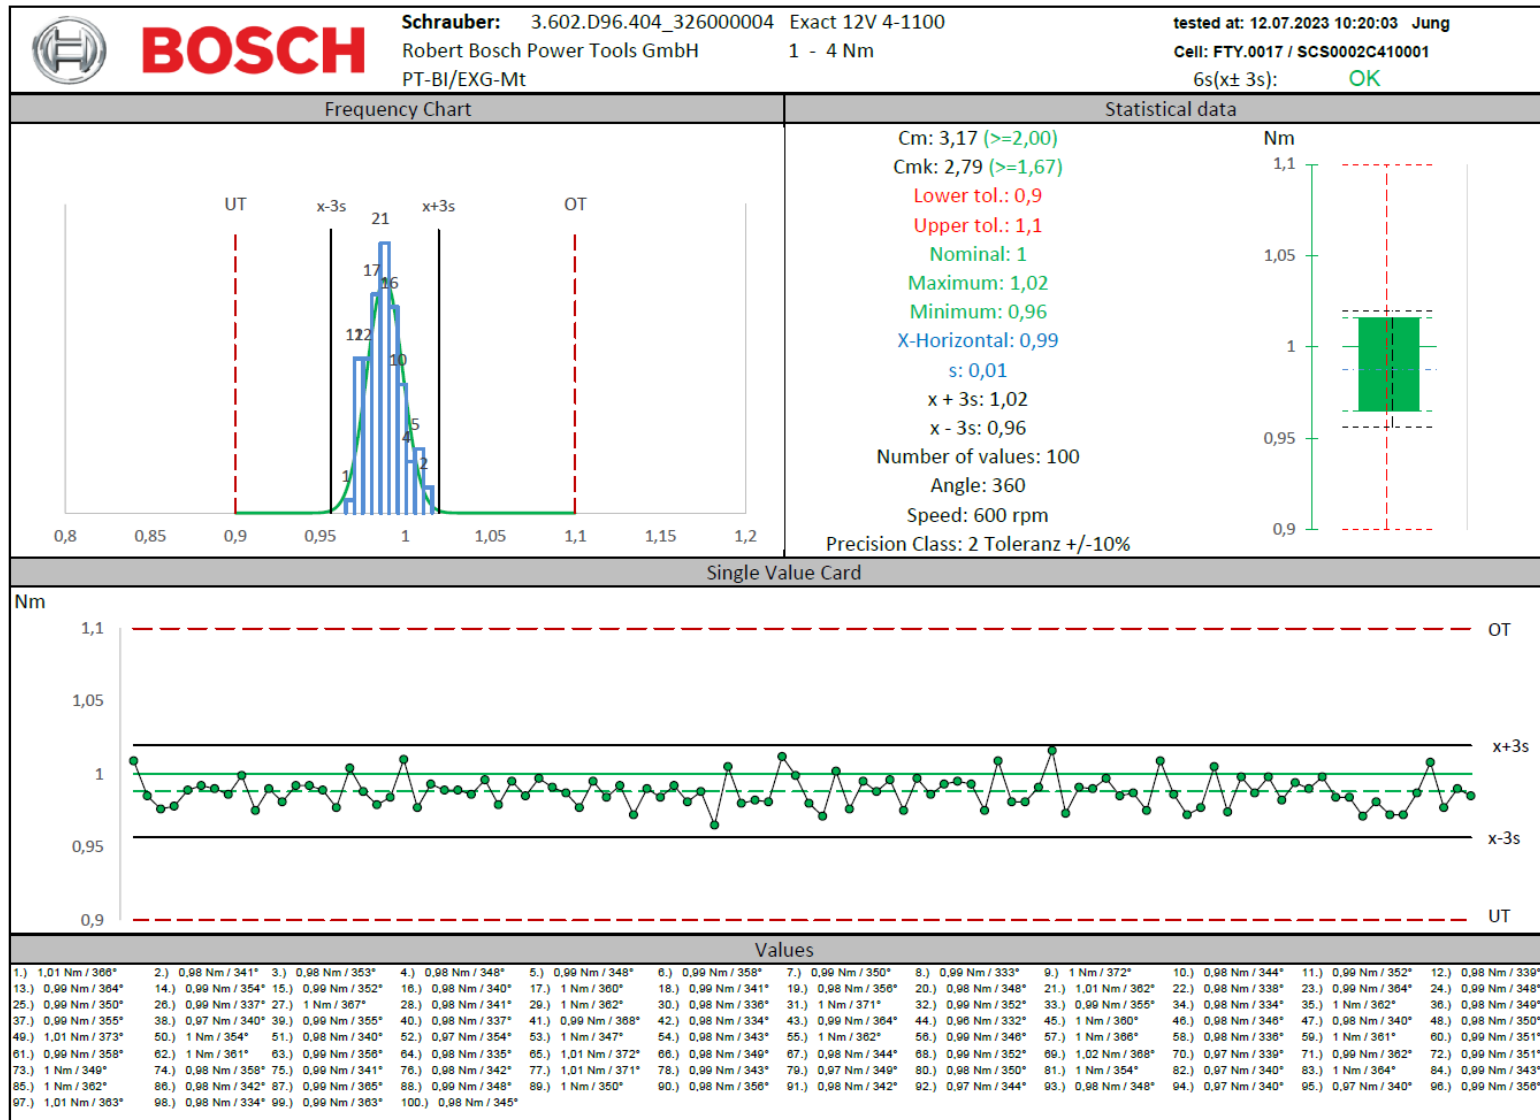 BOSCH
Schrauber: 3.602.D96.404_326000004 Exact 12V 4-1100
Robert Bosch Power Tools GmbH 1 - 4 Nm
PT-BI/EXG-Mt
tested at: 12.07.2023 10:20:03 Jung
Cell: FTY.0017 / SCS0002C410001
6s(x± 3s): OK
Frequency Chart
UT x-3s x+3s OT
21
17
16
12
12
10
5
4
2
1
0,8 0,85 0,9 0,95 1 1,05 1,1 1,15 1,2
Statistical data
Cm: 3,17 (>=2,00)
Cmk: 2,79 (>=1,67)
Lower tol.: 0,9
Upper tol.: 1,1
Nominal: 1
Maximum: 1,02
Minimum: 0,96
X-Horizontal: 0,99
s: 0,01
x + 3s: 1,02
x - 3s: 0,96
Number of values: 100
Angle: 360
Speed: 600 rpm
Precision Class: 2 Toleranz +/-10%
Nm
1,1
1,05
1
0,95
0,9
Single Value Card
Nm
1,1 OT
1,05
x+3s
1
0,95 x-3s
0,9 UT
Values
1.) 1,01 Nm / 366° 2.) 0,98 Nm / 341° 3.) 0,98 Nm / 353° 4.) 0,98 Nm / 348° 5.) 0,99 Nm / 348° 6.) 0,99 Nm / 358° 7.) 0,99 Nm / 350° 8.) 0,99 Nm / 333° 9.) 1 Nm / 372° 10.) 0,98 Nm / 344° 11.) 0,99 Nm / 352° 12.) 0,98 Nm / 339°
13.) 0,99 Nm / 364° 14.) 0,99 Nm / 354° 15.) 0,99 Nm / 352° 16.) 0,98 Nm / 340° 17.) 1 Nm / 360° 18.) 0,99 Nm / 341° 19.) 0,98 Nm / 356° 20.) 0,98 Nm / 348° 21.) 1,01 Nm / 362° 22.) 0,98 Nm / 338° 23.) 0,99 Nm / 364° 24.) 0,99 Nm / 348°
25.) 0,99 Nm / 350° 26.) 0,99 Nm / 337° 27.) 1 Nm / 367° 28.) 0,98 Nm / 341° 29.) 1 Nm / 362° 30.) 0,98 Nm / 336° 31.) 1 Nm / 371° 32.) 0,99 Nm / 352° 33.) 0,99 Nm / 355° 34.) 0,98 Nm / 334° 35.) 1 Nm / 362° 36.) 0,98 Nm / 349°
37.) 0,99 Nm / 355° 38.) 0,97 Nm / 340° 39.) 0,99 Nm / 355° 40.) 0,98 Nm / 337° 41.) 0,99 Nm / 368° 42.) 0,98 Nm / 334° 43.) 0,99 Nm / 364° 44.) 0,96 Nm / 332° 45.) 1 Nm / 360° 46.) 0,98 Nm / 346° 47.) 0,98 Nm / 340° 48.) 0,98 Nm / 350°
49.) 1,01 Nm / 373° 50.) 1 Nm / 354° 51.) 0,98 Nm / 340° 52.) 0,97 Nm / 354° 53.) 1 Nm / 347° 54.) 0,98 Nm / 343° 55.) 1 Nm / 362° 56.) 0,99 Nm / 346° 57.) 1 Nm / 366° 58.) 0,98 Nm / 336° 59.) 1 Nm / 361° 60.) 0,99 Nm / 351°
61.) 0,99 Nm / 358° 62.) 1 Nm / 361° 63.) 0,99 Nm / 356° 64.) 0,98 Nm / 335° 65.) 1,01 Nm / 372° 66.) 0,98 Nm / 349° 67.) 0,98 Nm / 344° 68.) 0,99 Nm / 352° 69.) 1,02 Nm / 368° 70.) 0,97 Nm / 339° 71.) 0,99 Nm / 362° 72.) 0,99 Nm / 351°
73.) 1 Nm / 349° 74.) 0,98 Nm / 358° 75.) 0,99 Nm / 341° 76.) 0,98 Nm / 342° 77.) 1,01 Nm / 371° 78.) 0,99 Nm / 343° 79.) 0,97 Nm / 349° 80.) 0,98 Nm / 350° 81.) 1 Nm / 354° 82.) 0,97 Nm / 340° 83.) 1 Nm / 364° 84.) 0,99 Nm / 343°
85.) 1 Nm / 362° 86.) 0,98 Nm / 342° 87.) 0,99 Nm / 365° 88.) 0,99 Nm / 348° 89.) 1 Nm / 350° 90.) 0,98 Nm / 356° 91.) 0,98 Nm / 342° 92.) 0,97 Nm / 344° 93.) 0,98 Nm / 348° 94.) 0,97 Nm / 340° 95.) 0,97 Nm / 340° 96.) 0,99 Nm / 356°
97.) 1,01 Nm / 363° 98.) 0,98 Nm / 334° 99.) 0,99 Nm / 363° 100.) 0,98 Nm / 345°